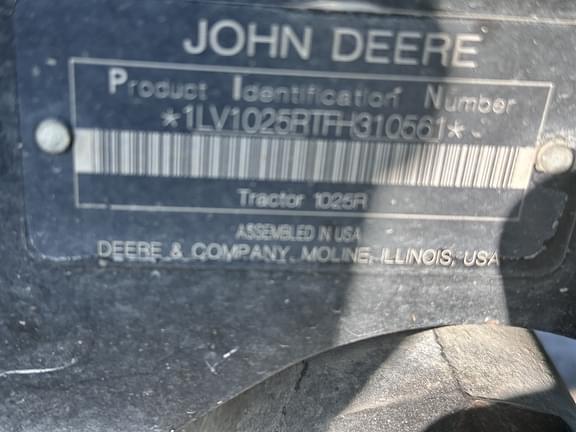 JOHN DEERE
Product Identification Number
*1LV1025RTFH310561*
Tractor 1025R
ASSEMBLED IN USA
DEERE & COMPANY, MOLINE, ILLINOIS, USA